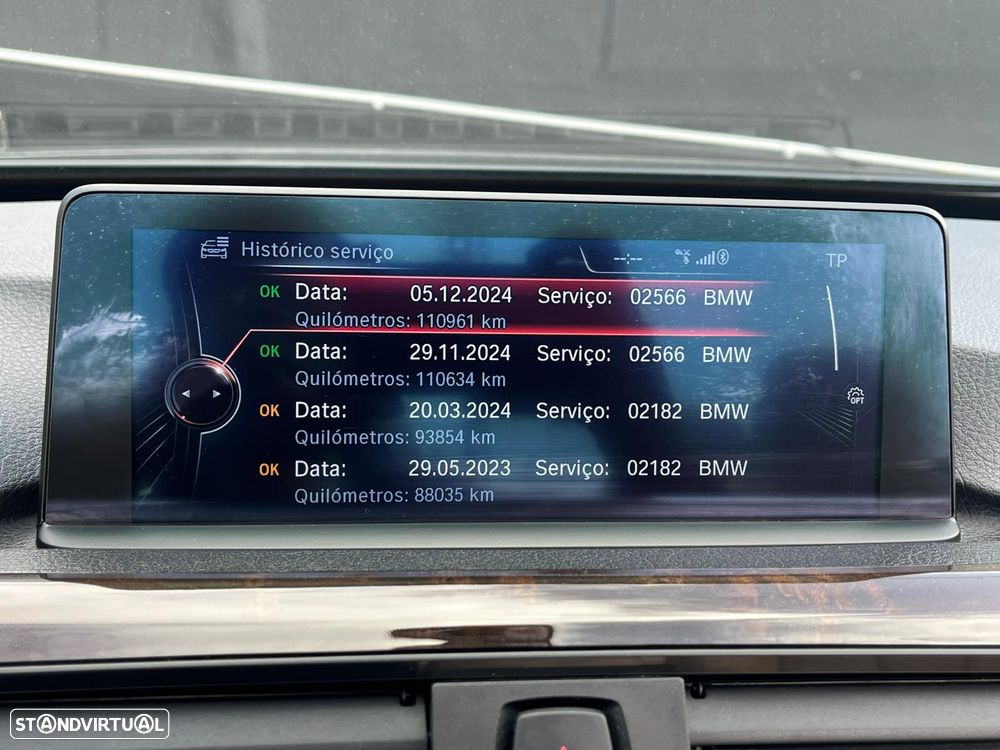 Histórico serviço
--:--
TP
OK Data: 05.12.2024 Serviço: 02566 BMW
Quilómetros: 110961 km
OK Data: 29.11.2024 Serviço: 02566 BMW
Quilómetros: 110634 km
OPT
OK Data: 20.03.2024 Serviço: 02182 BMW
Quilómetros: 93854 km
OK Data: 29.05.2023 Serviço: 02182 BMW
Quilómetros: 88035 km
STANDVIRTUAL